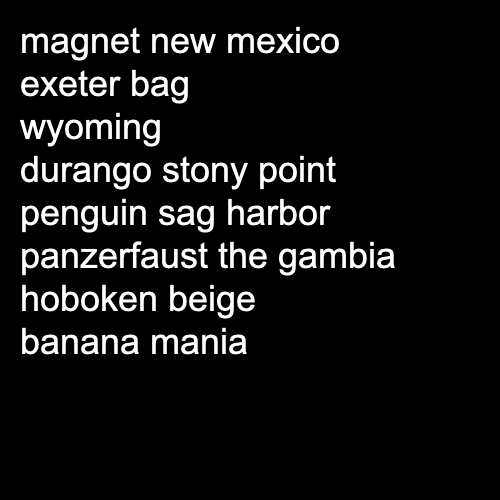 magnet new mexico
exeter bag
wyoming
durango stony point
penguin sag harbor
panzerfaust the gambia
hoboken beige
banana mania